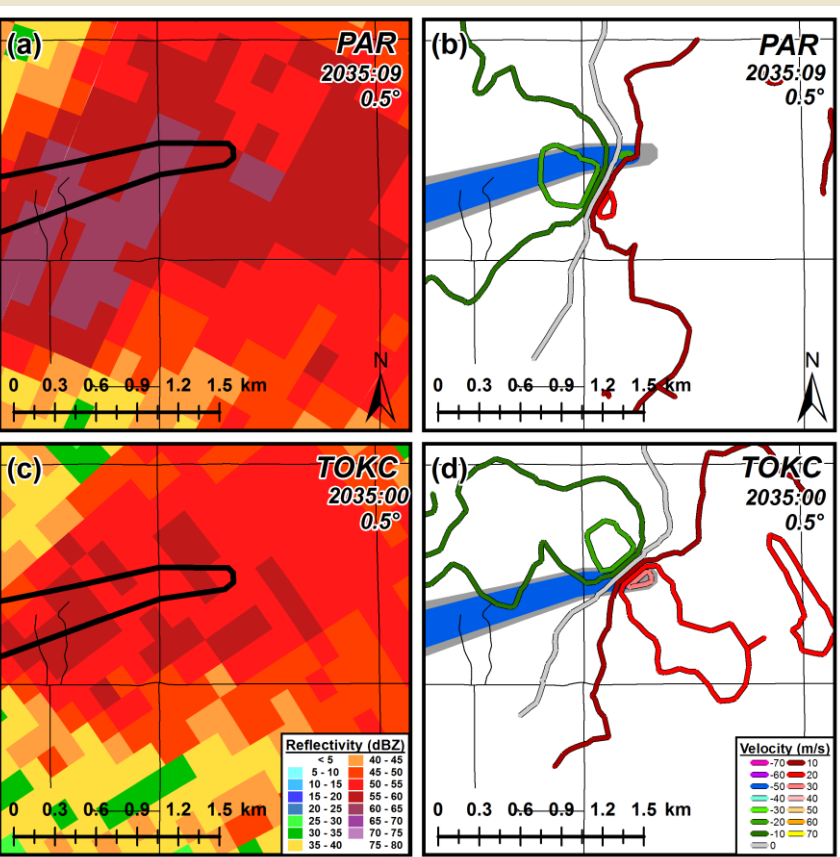 (a)
PAR
2035:09
0.5°
N
0 0.3 0.6 0.9 1.2 1.5 km
(b)
PAR
2035:09
0.5°
N
0 0.3 0.6 0.9 1.2 1.5 km
(c)
TOKC
2035:00
0.5°
0 0.3 0.6 0.9 1.2 1.5 km
Reflectivity (dBZ)
< 5 40 - 45
5 - 10 45 - 50
10 - 15 50 - 55
15 - 20 55 - 60
20 - 25 60 - 65
25 - 30 65 - 70
30 - 35 70 - 75
35 - 40 75 - 80
(d)
TOKC
2035:00
0.5°
0 0.3 0.6 0.9 1.2 1.5 km
Velocity (m/s)
-70 10
-60 20
-50 30
-40 40
-30 50
-20 60
-10 70
0